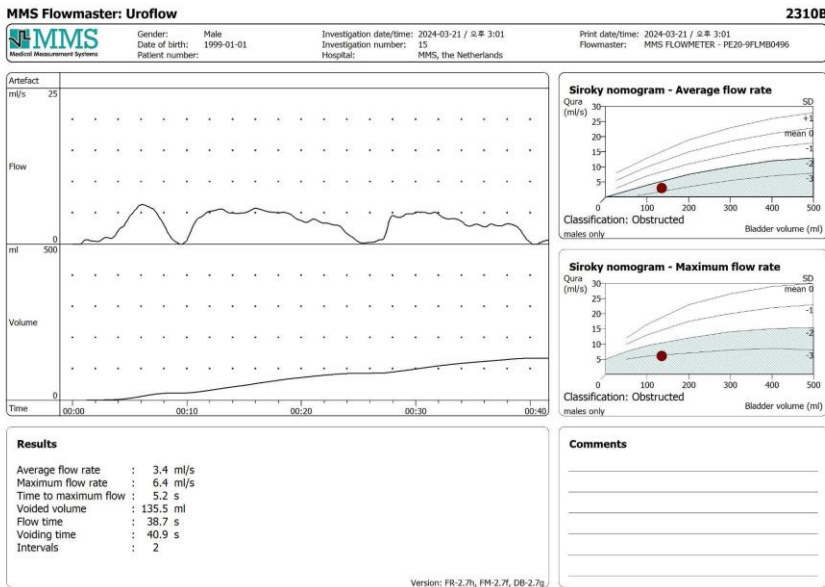 MMS Flowmaster: Uroflow 2310B
MMS
Medical Measurement Systems
Gender: Male
Date of birth: 1999-01-01
Patient number:
Investigation date/time: 2024-03-21 / 오후 3:01
Investigation number: 15
Hospital: MMS, the Netherlands
Print date/time: 2024-03-21 / 오후 3:01
Flowmaster: MMS FLOWMETER - PE20-9FLMB0496
Artefact
ml/s 25
Flow
0
ml 500
Volume
0
Time 00:00 00:10 00:20 00:30 00:40
Siroky nomogram - Average flow rate
Qura SD
(ml/s) 30
+1
25
mean 0
20
-1
15
-2
10
-3
5
0 100 200 300 400 500
Classification: Obstructed
Bladder volume (ml)
males only
Siroky nomogram - Maximum flow rate
Qura SD
(ml/s) 30 mean 0
25
-1
20
15 -2
10
5 -3
0 100 200 300 400 500
Classification: Obstructed
Bladder volume (ml)
males only
Results
Average flow rate : 3.4 ml/s
Maximum flow rate : 6.4 ml/s
Time to maximum flow : 5.2 s
Voided volume : 135.5 ml
Flow time : 38.7 s
Voiding time : 40.9 s
Intervals : 2
Version: FR-2.7h, FM-2.7f, DB-2.7g
Comments